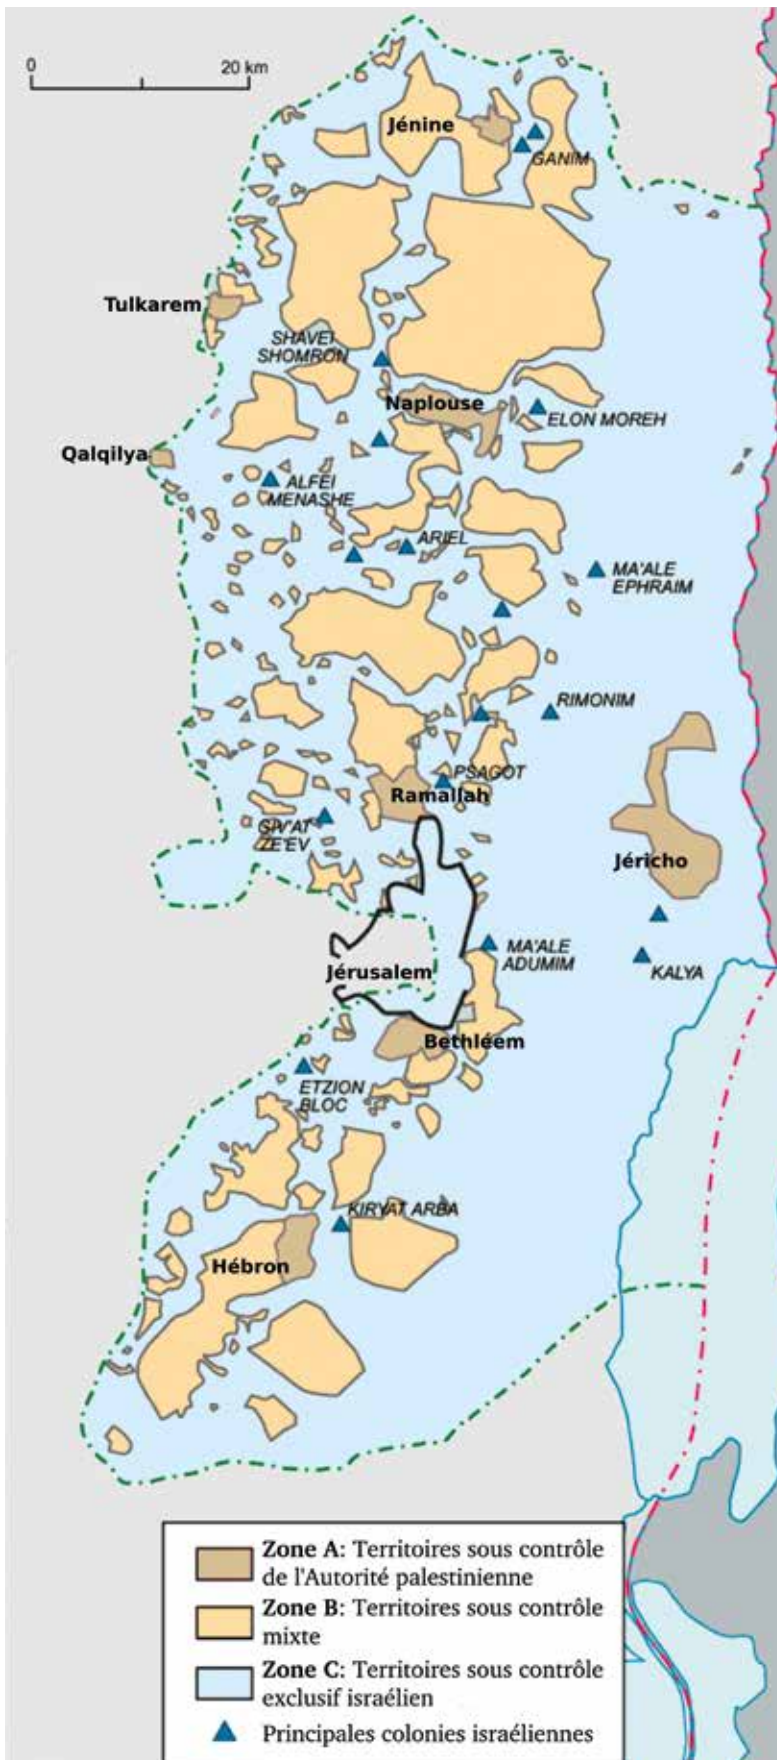 0 20 km
Jénine
GANIM
Tulkarem
SHAVEI
SHOMRON
Naplouse
ELON MOREH
Qalqilya
ALFEI
MENASHE
ARIEL
MA'ALE
EPHRAIM
RIMONIM
PSAGOT
Ramallah
GIV'AT
ZE'EV
Jéricho
MA'ALE
ADUMIM
Jérusalem
KALYA
Bethléem
ETZION
BLOC
KIRYAT ARBA
Hébron
Zone A: Territoires sous contrôle
de l'Autorité palestinienne
Zone B: Territoires sous contrôle
mixte
Zone C: Territoires sous contrôle
exclusif israélien
Principales colonies israéliennes